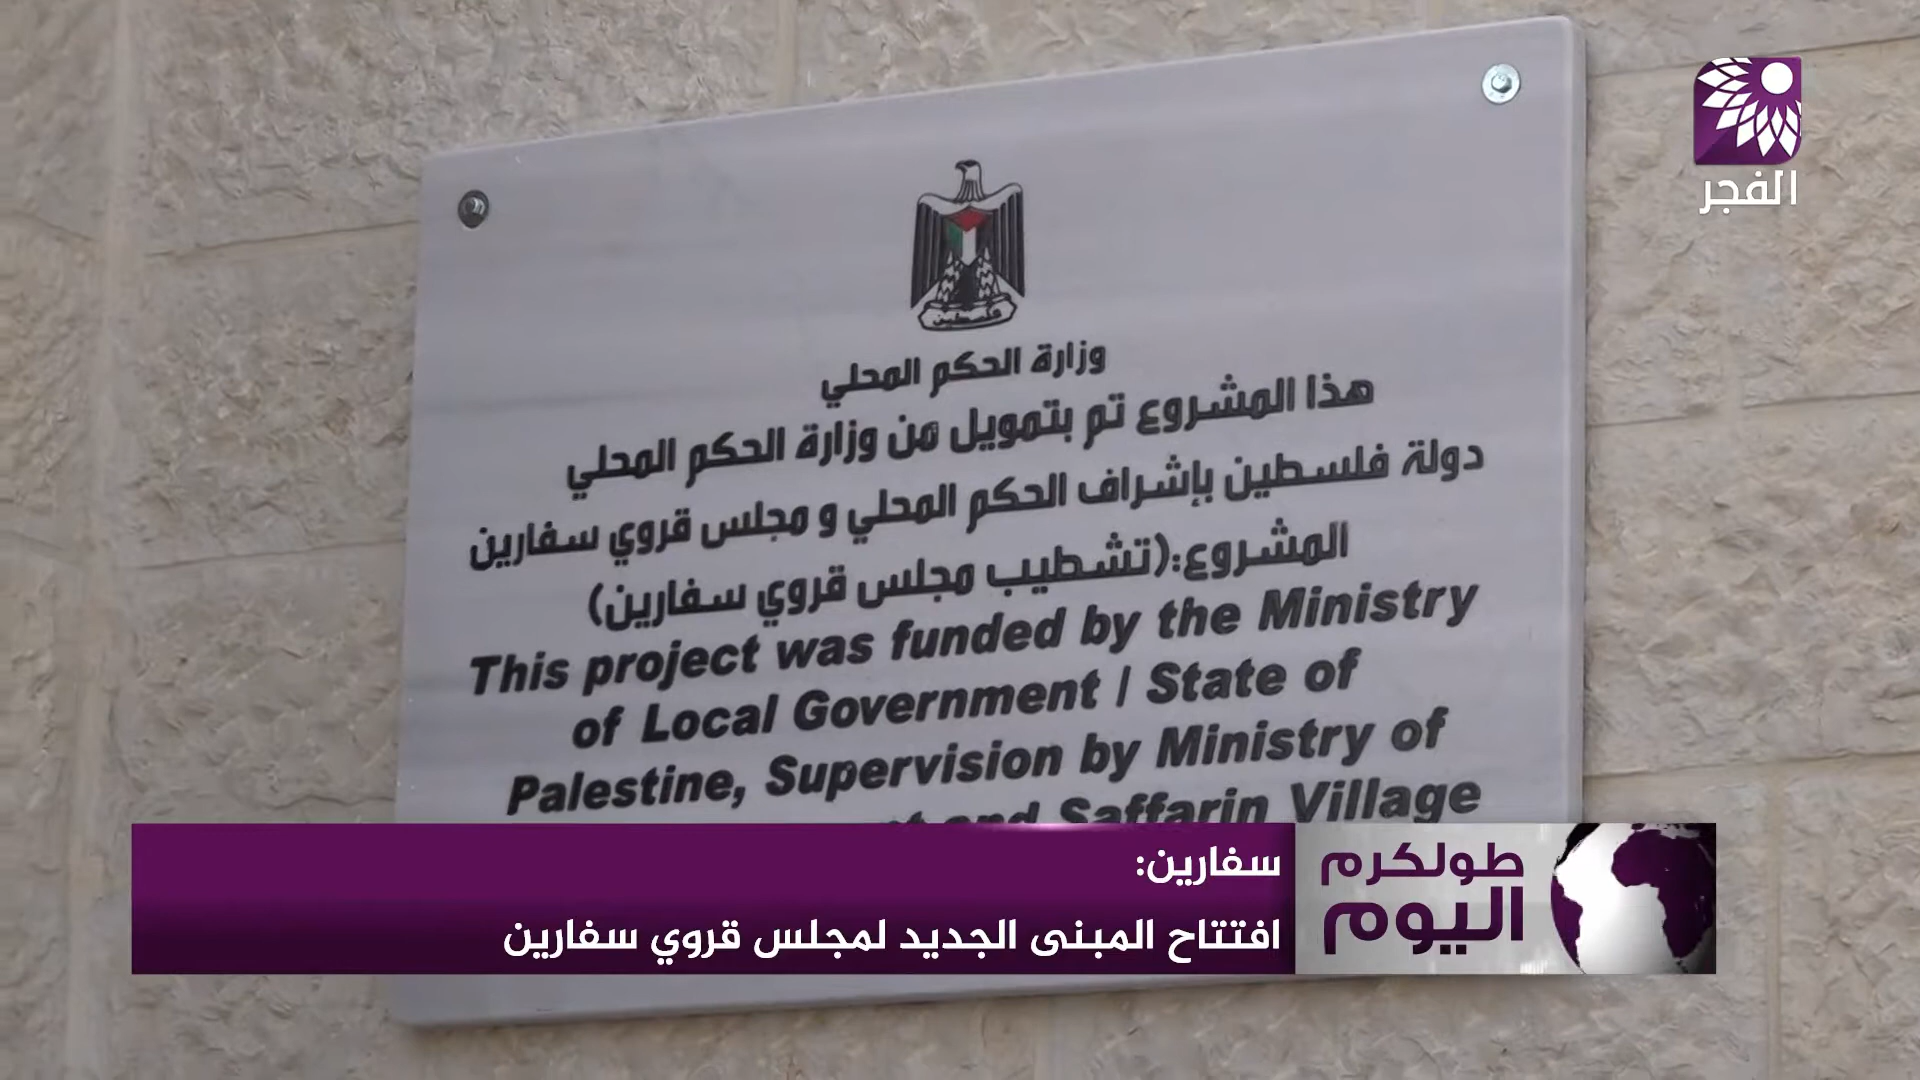 الفجر
فلسطين
وزارة الحكم المحلي
هذا المشروع تم بتمويل من وزارة الحكم المحلي
دولة فلسطين بإشراف الحكم المحلي و مجلس قروي سفارين
المشروع:(تشطيب مجلس قروي سفارين)
This project was funded by the Ministry
of Local Government / State of
Palestine, Supervision by Ministry of
and Saffarin Village
سفارين:
افتتاح المبنى الجديد لمجلس قروي سفارين
طولكرم
اليوم